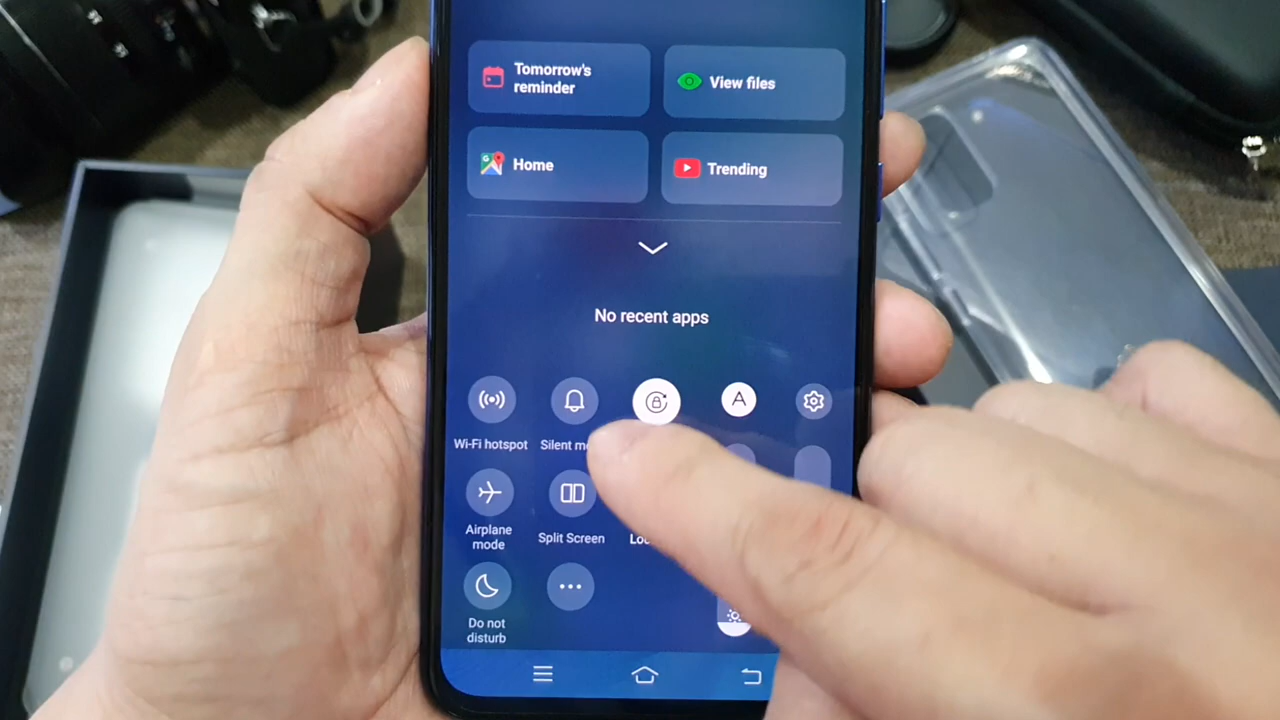 Tomorrow's
reminder
View files
Home
Trending
No recent apps
A
Wi-Fi hotspot
Silent
Airplane
mode
Split Screen
Do not
disturb